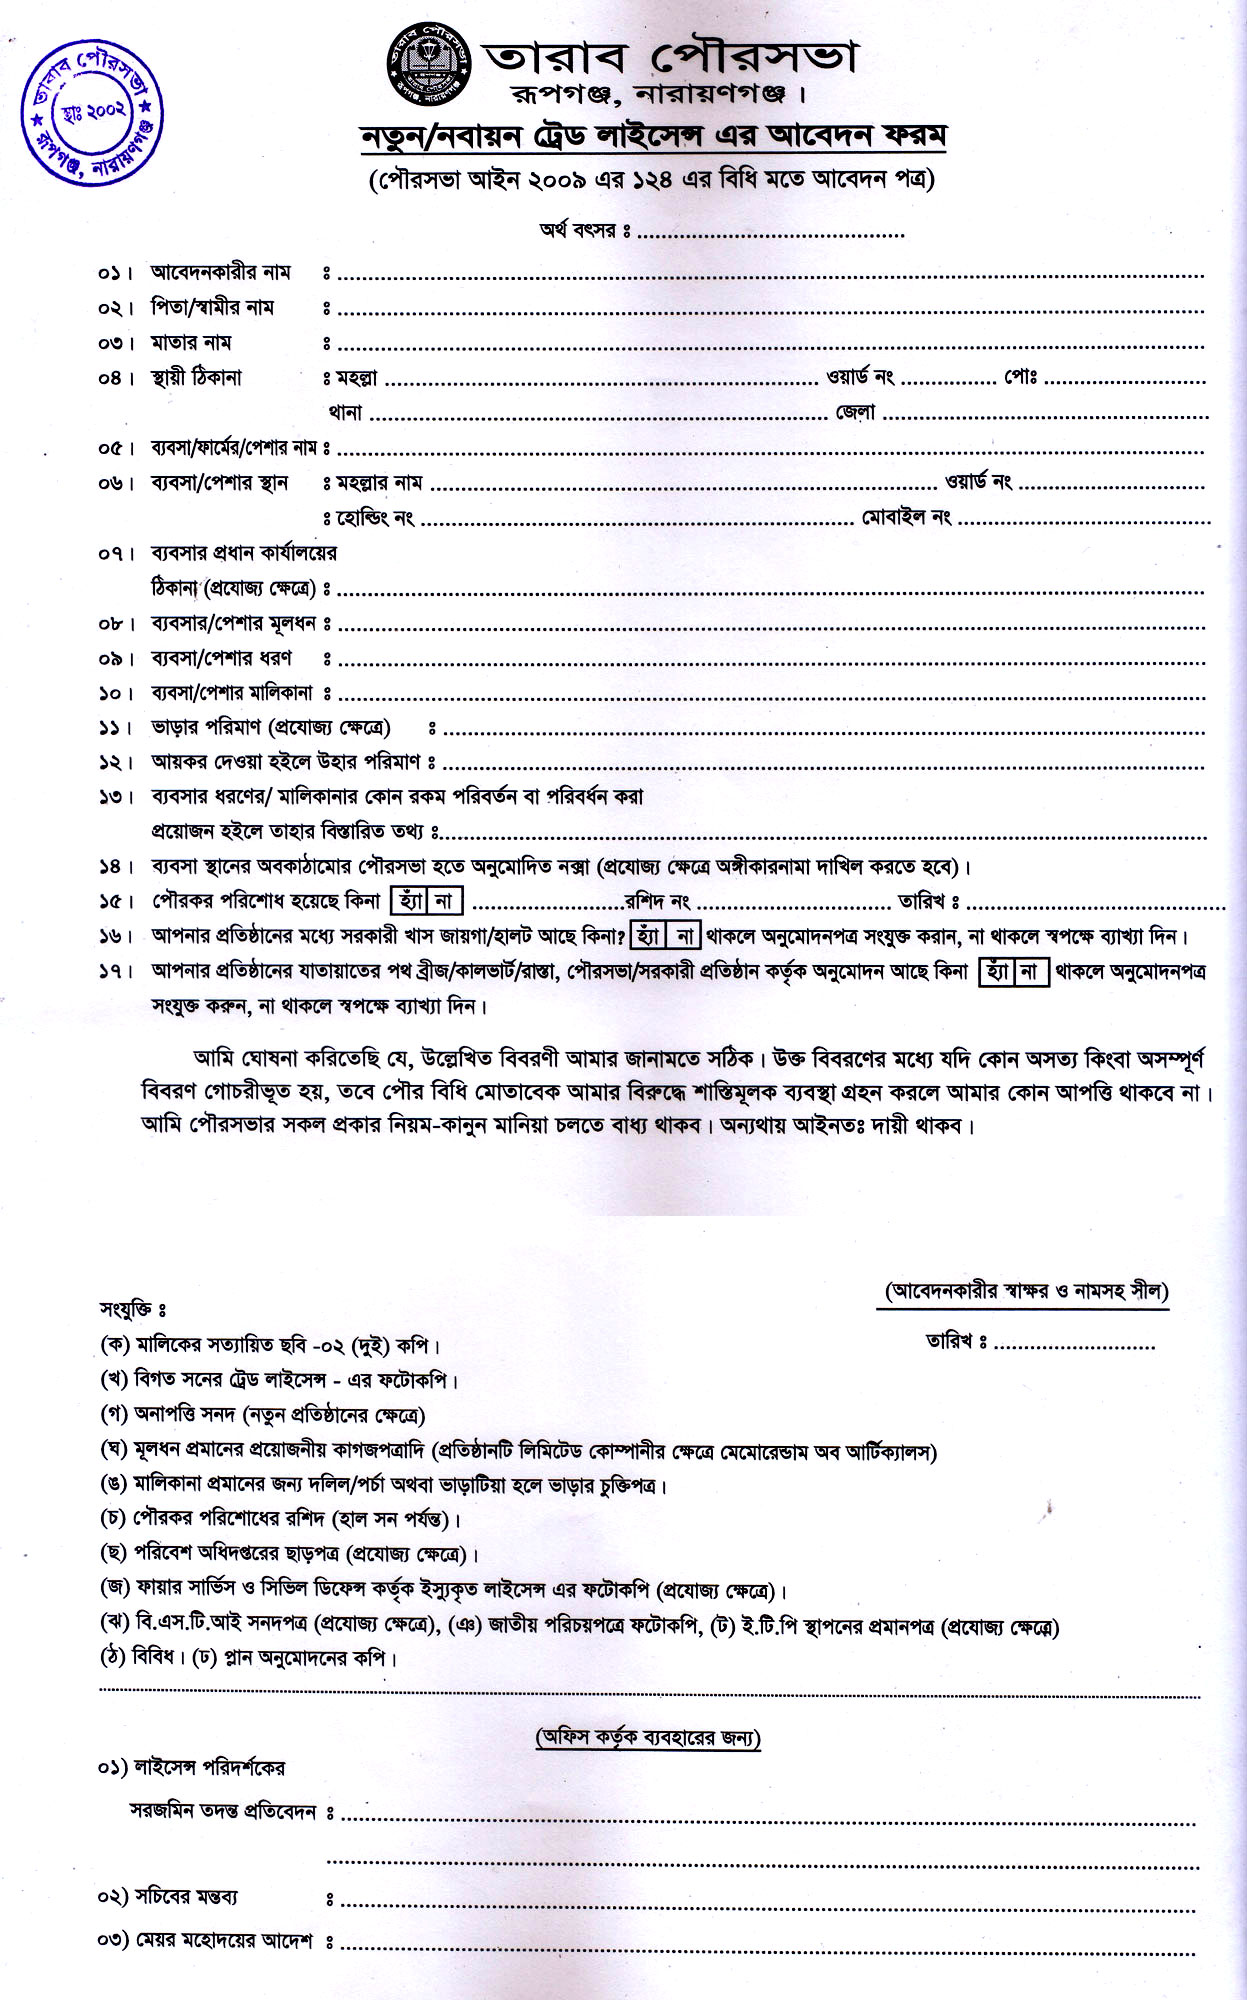 তারাব পৌরসভা
স্থাঃ ২০০২
রূপগঞ্জ, নারায়ণগঞ্জ
তারাব পৌরসভা
রূপগঞ্জ, নারায়ণগঞ্জ
তারাব পৌরসভা
রূপগঞ্জ, নারায়ণগঞ্জ।
নতুন/নবায়ন ট্রেড লাইসেন্স এর আবেদন ফরম
(পৌরসভা আইন ২০০৯ এর ১২৪ এর বিধি মতে আবেদন পত্র)
অর্থ বৎসর ঃ ........................................
০১। আবেদনকারীর নাম ঃ ........................................
০২। পিতা/স্বামীর নাম ঃ ........................................
০৩। মাতার নাম ঃ ........................................
০৪। স্থায়ী ঠিকানা ঃ মহল্লা ........................................ ওয়ার্ড নং ................ পোঃ ...........................
থানা ........................................ জেলা ........................................
০৫। ব্যবসা/ফার্মের/পেশার নাম ঃ ........................................
০৬। ব্যবসা/পেশার স্থান ঃ মহল্লার নাম ........................................ ওয়ার্ড নং ...............................
ঃ হোল্ডিং নং ........................................ মোবাইল নং ........................................
০৭। ব্যবসার প্রধান কার্যালয়ের
ঠিকানা (প্রযোজ্য ক্ষেত্রে) ঃ ........................................
০৮। ব্যবসার/পেশার মূলধন ঃ ........................................
০৯। ব্যবসা/পেশার ধরণ ঃ ........................................
১০। ব্যবসা/পেশার মালিকানা ঃ ........................................
১১। ভাড়ার পরিমাণ (প্রযোজ্য ক্ষেত্রে) ঃ ........................................
১২। আয়কর দেওয়া হইলে উহার পরিমাণ ঃ ........................................
১৩। ব্যবসার ধরণের/ মালিকানার কোন রকম পরিবর্তন বা পরিবর্ধন করা
প্রয়োজন হইলে তাহার বিস্তারিত তথ্য ঃ........................................
১৪। ব্যবসা স্থানের অবকাঠামোর পৌরসভা হতে অনুমোদিত নক্সা (প্রযোজ্য ক্ষেত্রে অঙ্গীকারনামা দাখিল করতে হবে)।
১৫। পৌরকর পরিশোধ হয়েছে কিনা হ্যাঁ না ..........................রশিদ নং ................................. তারিখ ঃ ........................................
১৬। আপনার প্রতিষ্ঠানের মধ্যে সরকারী খাস জায়গা/হালট আছে কিনা? হ্যাঁ না থাকলে অনুমোদনপত্র সংযুক্ত করান, না থাকলে স্বপক্ষে ব্যাখ্যা দিন।
১৭। আপনার প্রতিষ্ঠানের যাতায়াতের পথ ব্রীজ/কালভার্ট/রাস্তা, পৌরসভা/সরকারী প্রতিষ্ঠান কর্তৃক অনুমোদন আছে কিনা হ্যাঁ না থাকলে অনুমোদনপত্র
সংযুক্ত করুন, না থাকলে স্বপক্ষে ব্যাখ্যা দিন।
আমি ঘোষনা করিতেছি যে, উল্লেখিত বিবরণী আমার জানামতে সঠিক। উক্ত বিবরণের মধ্যে যদি কোন অসত্য কিংবা অসম্পূর্ণ
বিবরণ গোচরীভূত হয়, তবে পৌর বিধি মোতাবেক আমার বিরুদ্ধে শাস্তিমূলক ব্যবস্থা গ্রহন করলে আমার কোন আপত্তি থাকবে না।
আমি পৌরসভার সকল প্রকার নিয়ম-কানুন মানিয়া চলতে বাধ্য থাকব। অন্যথায় আইনতঃ দায়ী থাকব।
(আবেদনকারীর স্বাক্ষর ও নামসহ সীল)
তারিখ ঃ ...........................
সংযুক্তি ঃ
(ক) মালিকের সত্যায়িত ছবি -০২ (দুই) কপি।
(খ) বিগত সনের ট্রেড লাইসেন্স - এর ফটোকপি।
(গ) অনাপত্তি সনদ (নতুন প্রতিষ্ঠানের ক্ষেত্রে)
(ঘ) মূলধন প্রমানের প্রয়োজনীয় কাগজপত্রাদি (প্রতিষ্ঠানটি লিমিটেড কোম্পানীর ক্ষেত্রে মেমোরেন্ডাম অব আর্টিক্যালস)
(ঙ) মালিকানা প্রমানের জন্য দলিল/পর্চা অথবা ভাড়াটিয়া হলে ভাড়ার চুক্তিপত্র।
(চ) পৌরকর পরিশোধের রশিদ (হাল সন পর্যন্ত)।
(ছ) পরিবেশ অধিদপ্তরের ছাড়পত্র (প্রযোজ্য ক্ষেত্রে)।
(জ) ফায়ার সার্ভিস ও সিভিল ডিফেন্স কর্তৃক ইস্যুকৃত লাইসেন্স এর ফটোকপি (প্রযোজ্য ক্ষেত্রে)।
(ঝ) বি.এস.টি.আই সনদপত্র (প্রযোজ্য ক্ষেত্রে), (ঞ) জাতীয় পরিচয়পত্রে ফটোকপি, (ট) ই.টি.পি স্থাপনের প্রমানপত্র (প্রযোজ্য ক্ষেত্রে)
(ঠ) বিবিধ। (ঢ) প্লান অনুমোদনের কপি।
(অফিস কর্তৃক ব্যবহারের জন্য)
০১) লাইসেন্স পরিদর্শকের
সরজমিন তদন্ত প্রতিবেদন ঃ ........................................
০২) সচিবের মন্তব্য ঃ ........................................
০৩) মেয়র মহোদয়ের আদেশ ঃ ........................................